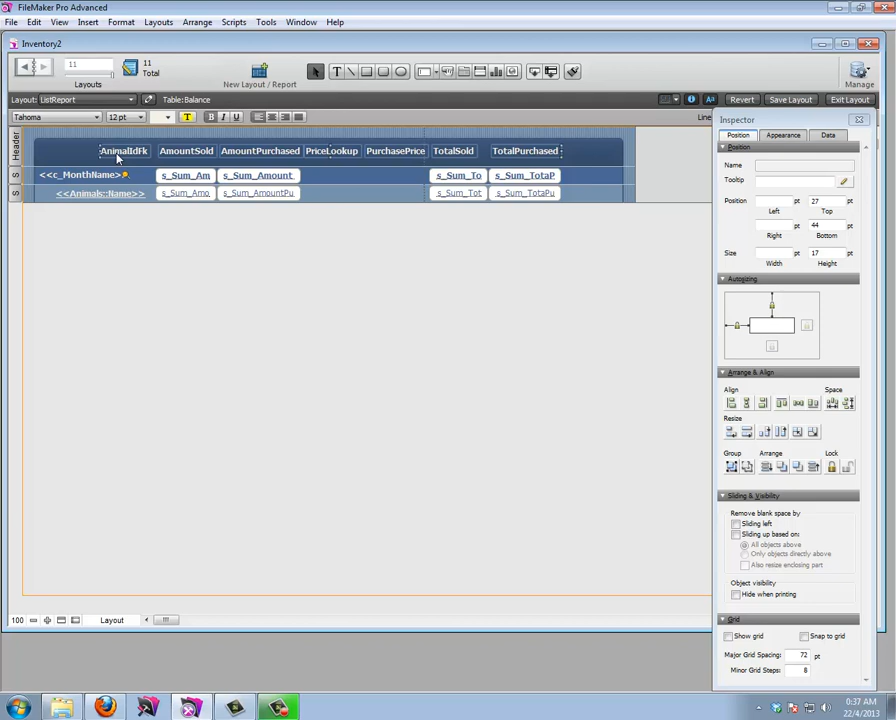 FileMaker Pro Advanced
File Edit View Insert Format Layouts Arrange Scripts Tools Window Help
Inventory2
11 11
Total
Layouts New Layout / Report Manage
Layout: ListReport Table: Balance Aa Revert Save Layout Exit Layout
Tahoma 12 pt T B I U Line
Inspector
Position Appearance Data
Header AnimalIdFk AmountSold AmountPurchased PriceLookup PurchasePrice TotalSold TotalPurchased
S <<c_MonthName>> s_Sum_Am s_Sum_Amount s_Sum_To s_Sum_TotaP
S <<Animals::Name>> s_Sum_Amo s_Sum_AmountPu s_Sum_Tot s_Sum_TotaPu
Position
Name
Tooltip
Position pt 27 pt
Left Top
pt 44 pt
Right Bottom
Size pt 17 pt
Width Height
Autosizing
Arrange & Align
Align Space
Resize
Group Arrange Lock
Sliding & Visibility
Remove blank space by
Sliding left
Sliding up based on:
All objects above
Only objects directly above
Also resize enclosing part
Object visibility
Hide when printing
Grid
Show grid Snap to grid
Major Grid Spacing: 72 pt
Minor Grid Steps: 8
100 Layout
0:37 AM
22/4/2013